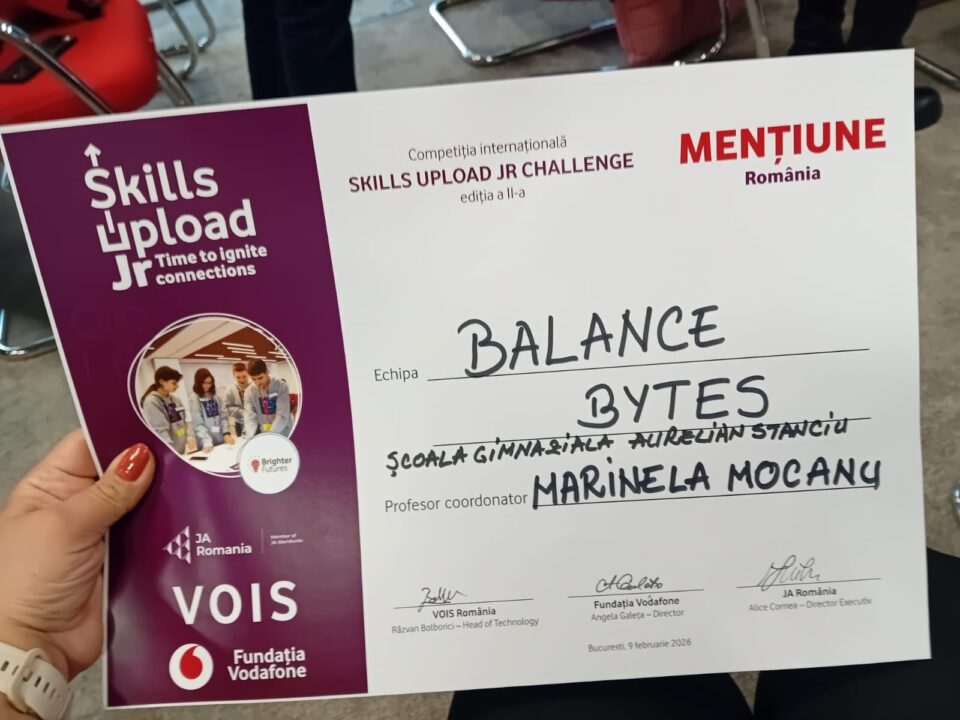 Skills
Upload
Jr Time to ignite
connections
Brighter
Futures
JA
Romania
Member of
JA Worldwide
VOIS
Fundația
Vodafone
Competiția internațională
SKILLS UPLOAD JR CHALLENGE
ediția a II-a
MENȚIUNE
România
Echipa BALANCE
BYTES
ȘCOALA GIMNAZIALA AURELIAN STANCIU
Profesor coordonator MARINELA MOCANU
VOIS România
Răzvan Bolborici – Head of Technology
Fundația Vodafone
Angela Galeța – Director
JA România
Alice Cornea – Director Executiv
București, 9 februarie 2026